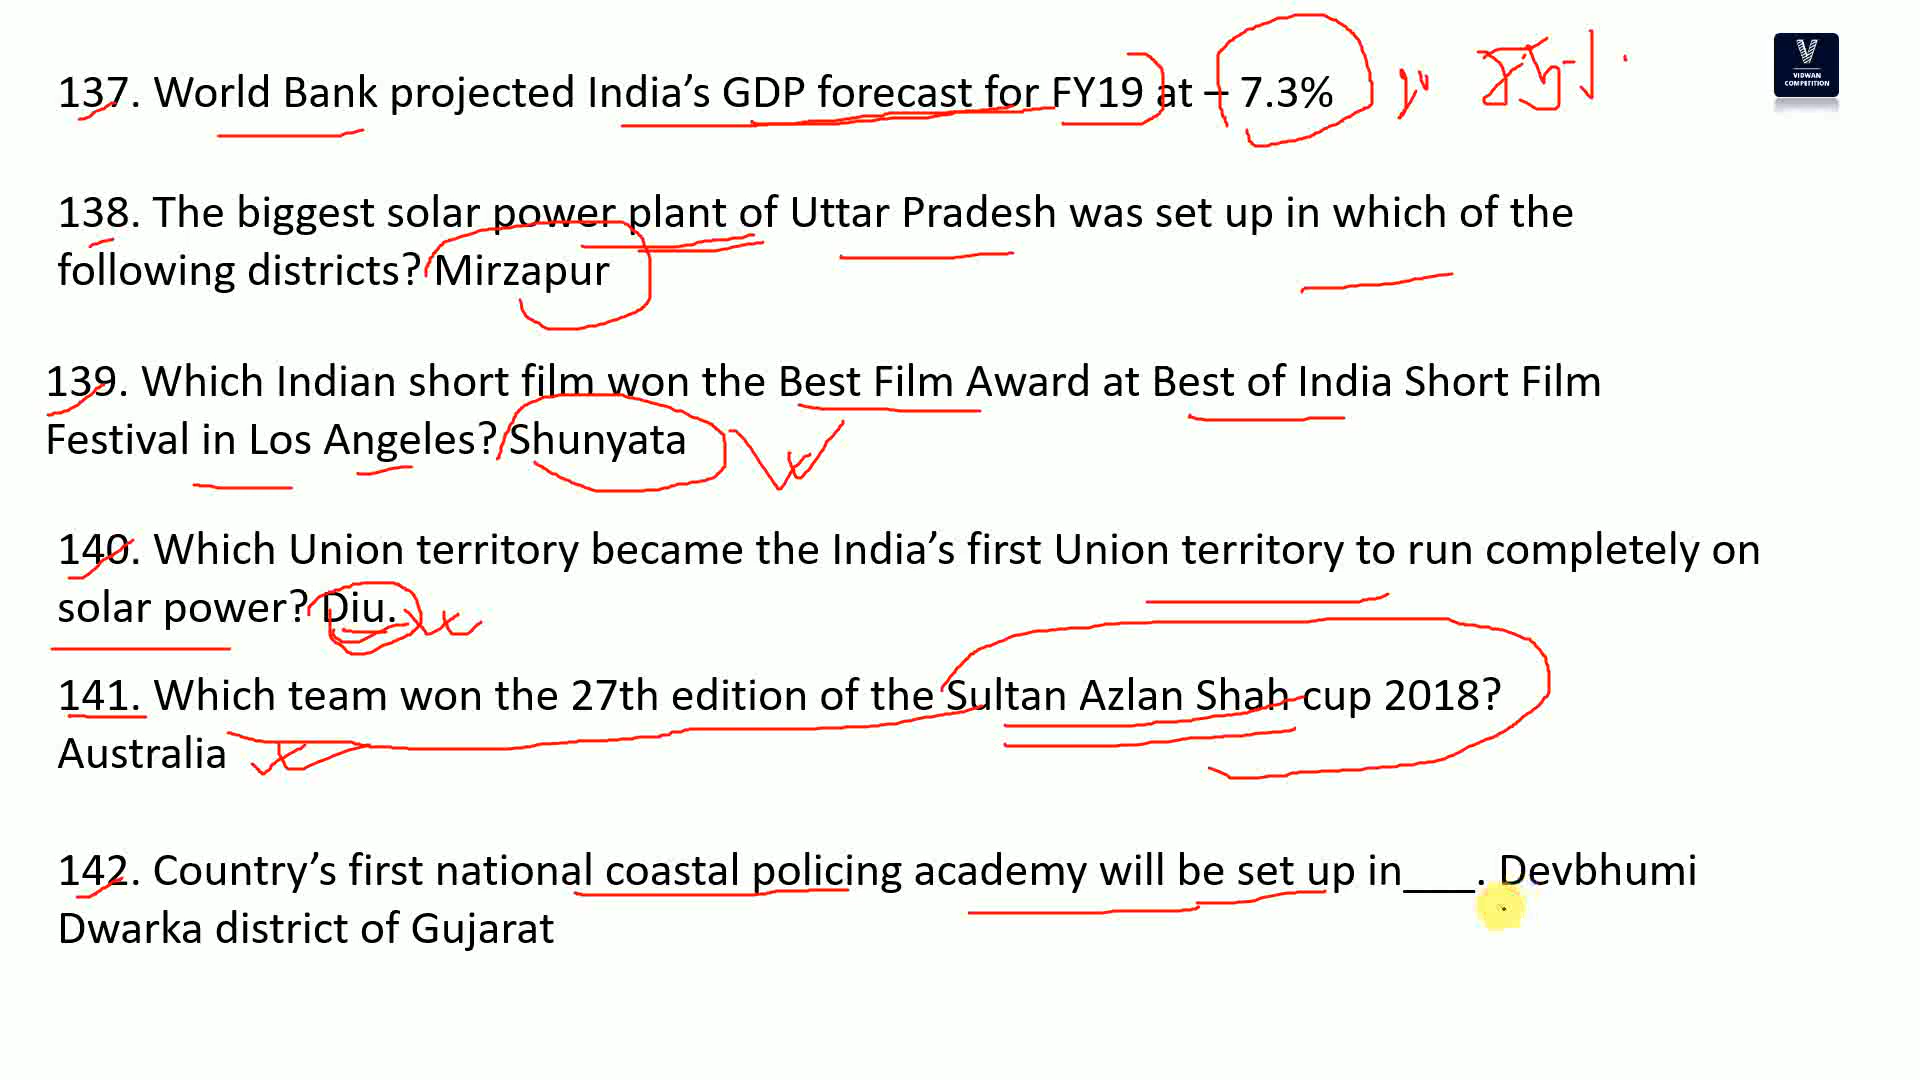 137. World Bank projected India’s GDP forecast for FY19 at – 7.3%
VIDWAN
COMPETITION
138. The biggest solar power plant of Uttar Pradesh was set up in which of the
following districts? Mirzapur
139. Which Indian short film won the Best Film Award at Best of India Short Film
Festival in Los Angeles? Shunyata
140. Which Union territory became the India’s first Union territory to run completely on
solar power? Diu.
141. Which team won the 27th edition of the Sultan Azlan Shah cup 2018?
Australia
142. Country’s first national coastal policing academy will be set up in___. Devbhumi
Dwarka district of Gujarat